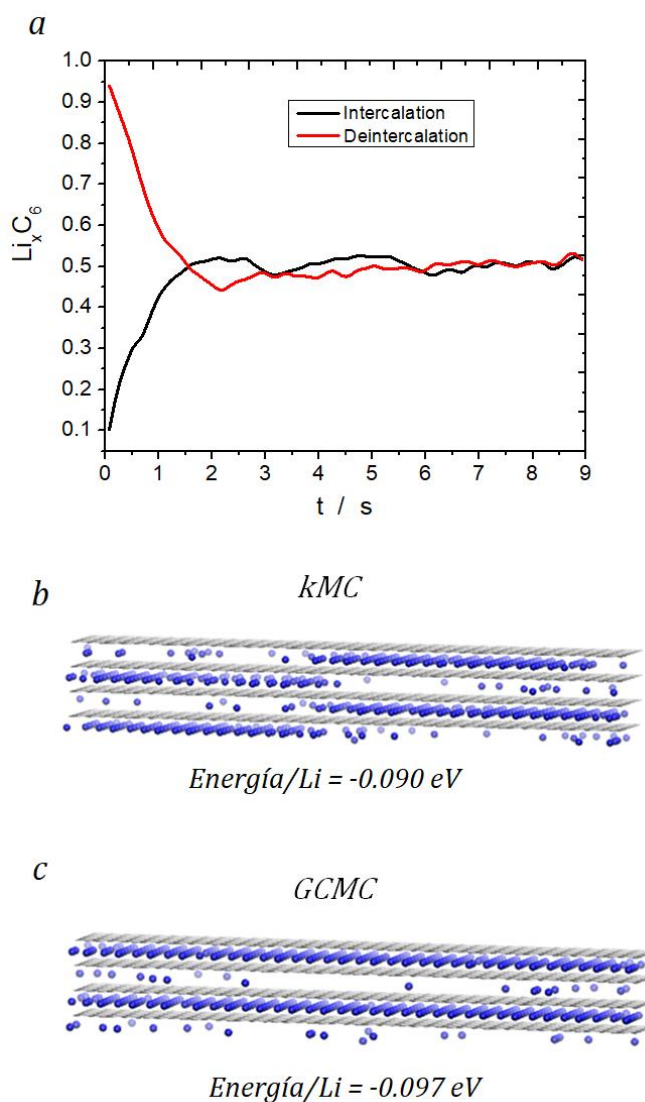 a
1.0
0.9
0.8
0.7
0.6
0.5
0.4
0.3
0.2
0.1
LiₓC₆
Intercalation
Deintercalation
0 1 2 3 4 5 6 7 8 9
t / s
b
kMC
Energía/Li = -0.090 eV
c
GCMC
Energía/Li = -0.097 eV